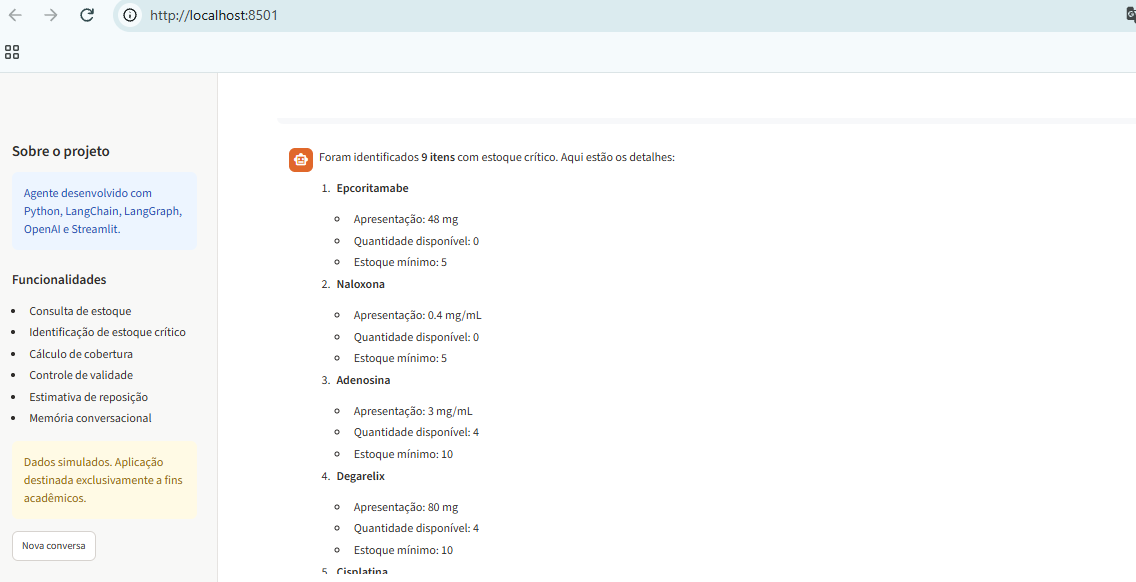 http://localhost:8501
Sobre o projeto
Agente desenvolvido com
Python, LangChain, LangGraph,
OpenAI e Streamlit.
Funcionalidades
Consulta de estoque
Identificação de estoque crítico
Cálculo de cobertura
Controle de validade
Estimativa de reposição
Memória conversacional
Dados simulados. Aplicação
destinada exclusivamente a fins
acadêmicos.
Nova conversa
Foram identificados 9 itens com estoque crítico. Aqui estão os detalhes:
1. Epcoritamabe
Apresentação: 48 mg
Quantidade disponível: 0
Estoque mínimo: 5
2. Naloxona
Apresentação: 0.4 mg/mL
Quantidade disponível: 0
Estoque mínimo: 5
3. Adenosina
Apresentação: 3 mg/mL
Quantidade disponível: 4
Estoque mínimo: 10
4. Degarelix
Apresentação: 80 mg
Quantidade disponível: 4
Estoque mínimo: 10
5. Cisplatina